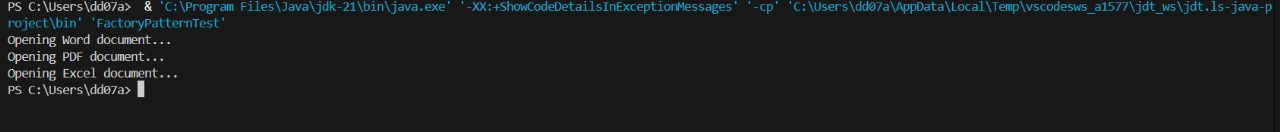 PS C:\Users\dd07a>  & 'C:\Program Files\Java\jdk-21\bin\java.exe' '-XX:+ShowCodeDetailsInExceptionMessages' '-cp' 'C:\Users\dd07a\AppData\Local\Temp\vscodesws_a1577\jdt_ws\jdt.ls-java-p
roject\bin' 'FactoryPatternTest'
Opening Word document...
Opening PDF document...
Opening Excel document...
PS C:\Users\dd07a>